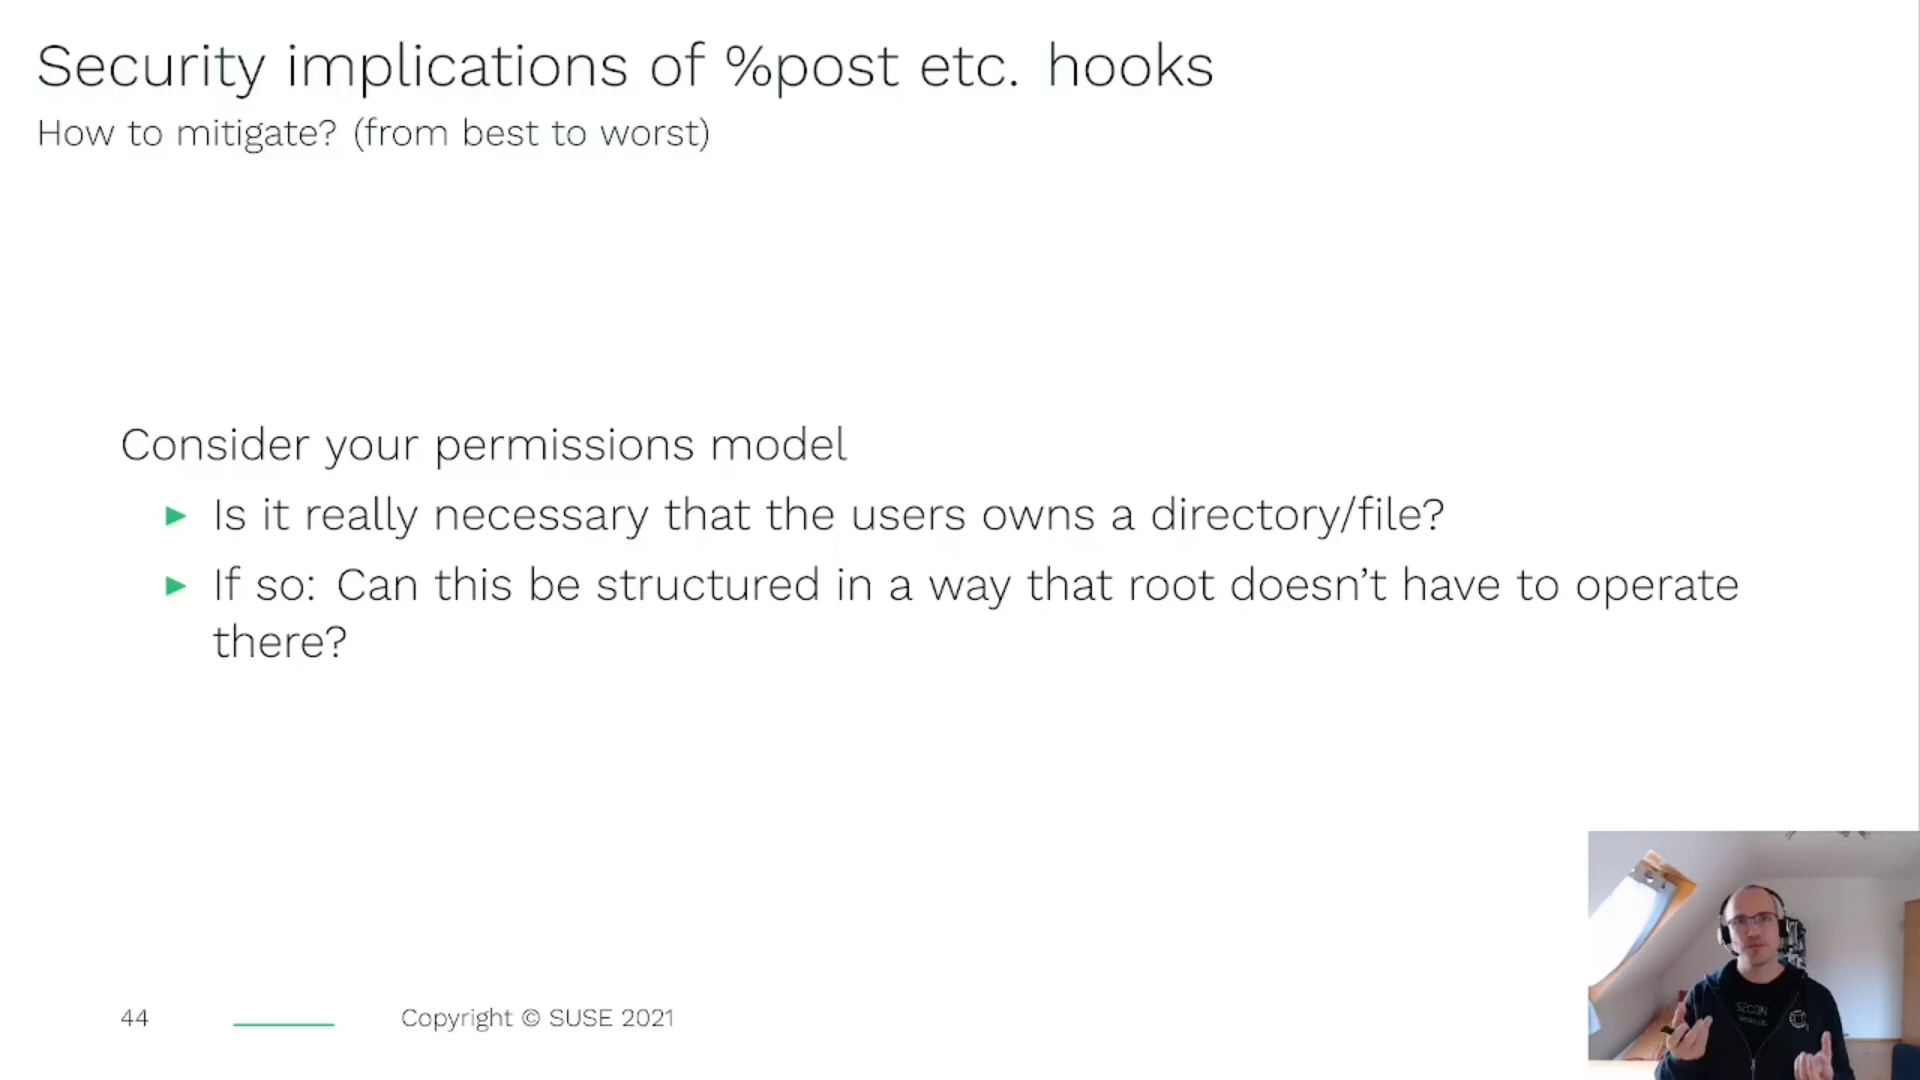 Security implications of %post etc. hooks
How to mitigate? (from best to worst)
Consider your permissions model
Is it really necessary that the users owns a directory/file?
If so: Can this be structured in a way that root doesn't have to operate
there?
44
Copyright © SUSE 2021